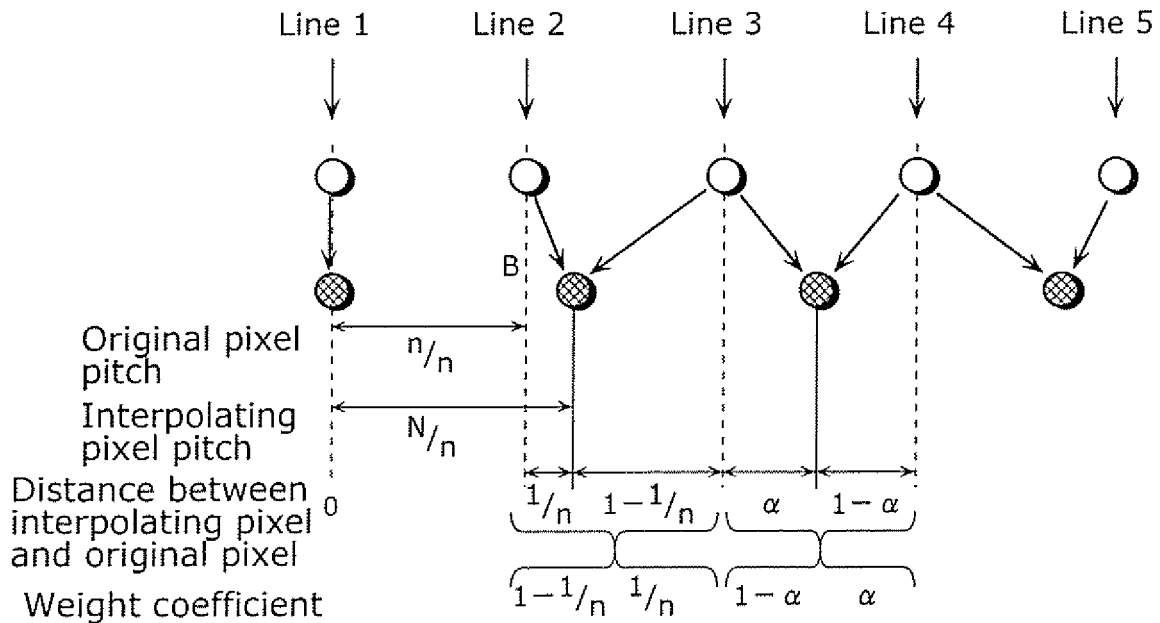 Line 1 Line 2 Line 3 Line 4 Line 5
B
Original pixel
pitch
n/n
Interpolating
pixel pitch
N/n
Distance between
interpolating pixel
and original pixel
0 1/n 1−1/n α 1−α
Weight coefficient
1−1/n 1/n 1−α α